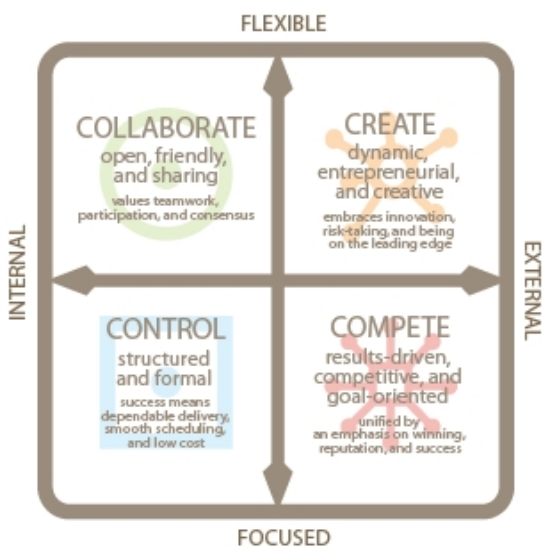 FLEXIBLE
COLLABORATE
open, friendly,
and sharing
values teamwork,
participation, and consensus
CREATE
dynamic,
entrepreneurial,
and creative
embraces innovation,
risk-taking, and being
on the leading edge
INTERNAL
EXTERNAL
CONTROL
structured
and formal
success means
dependable delivery,
smooth scheduling,
and low cost
COMPETE
results-driven,
competitive, and
goal-oriented
unified by
an emphasis on winning,
reputation, and success
FOCUSED